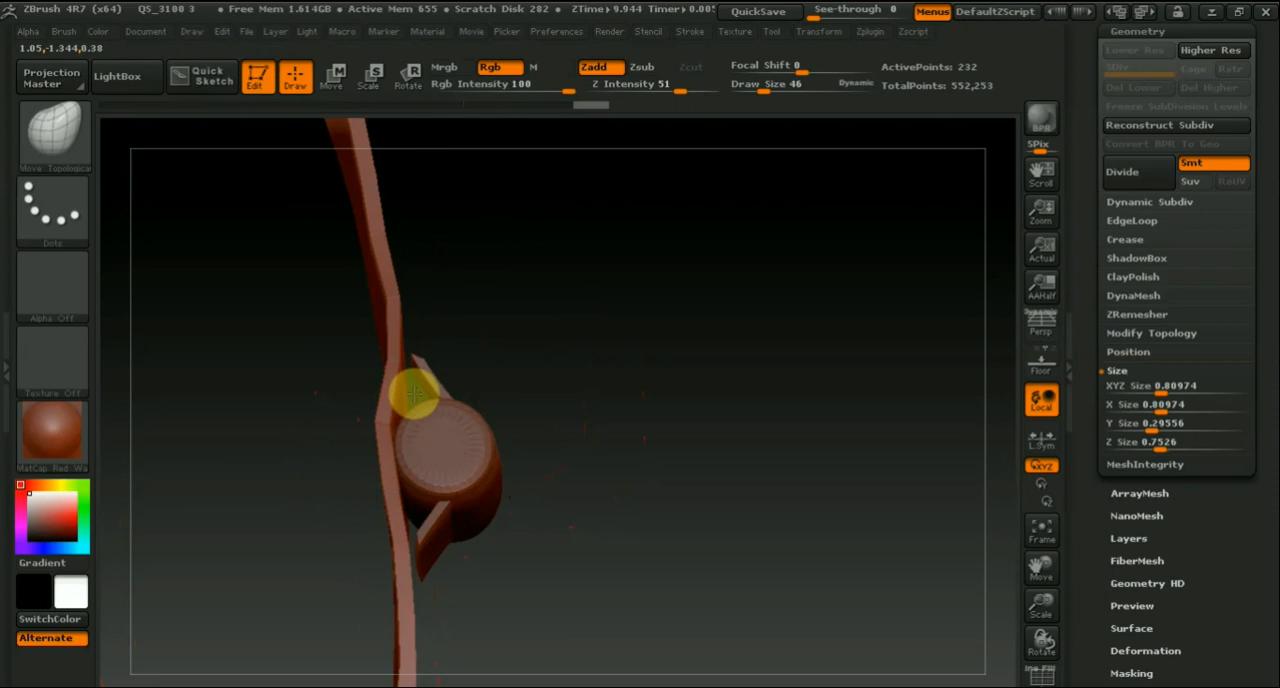 ZBrush 4R7 (x64) QS_3100 3 • Free Mem 1.614GB • Active Mem 655 • Scratch Disk 282 • ZTime▸9.944 Timer▸0.00 QuickSave See-through 0 Menus DefaultZScript
Alpha Brush Color Document Draw Edit File Layer Light Macro Marker Material Movie Picker Preferences Render Stencil Stroke Texture Tool Transform Zplugin Zscript
1.05,-1.344,0.38
Projection Master
LightBox
Quick Sketch
Edit
Draw
Move
Scale
Rotate
Mrgb Rgb M
Rgb Intensity 100
Zadd Zsub Zcut
Z Intensity 51
Focal Shift 0
Draw Size 46 Dynamic
ActivePoints: 232
TotalPoints: 552,253
Move Topological
Dots
Alpha Off
Texture Off
MatCap Red Wa
Gradient
SwitchColor
Alternate
BPR
SPix
Scroll
Zoom
Actual
AAHalf
Dynamic
Persp
Floor
Local
L.Sym
XYZ
Frame
Move
Scale
Rotate
Line Fill
Geometry
Lower Res Higher Res
SDiv Cage Rstr
Del Lower Del Higher
Freeze SubDivision Levels
Reconstruct Subdiv
Convert BPR To Geo
Divide Smt
Suv ReUV
Dynamic Subdiv
EdgeLoop
Crease
ShadowBox
ClayPolish
DynaMesh
ZRemesher
Modify Topology
Position
Size
XYZ Size 0.80974
X Size 0.80974
Y Size 0.29556
Z Size 0.7526
MeshIntegrity
ArrayMesh
NanoMesh
Layers
FiberMesh
Geometry HD
Preview
Surface
Deformation
Masking